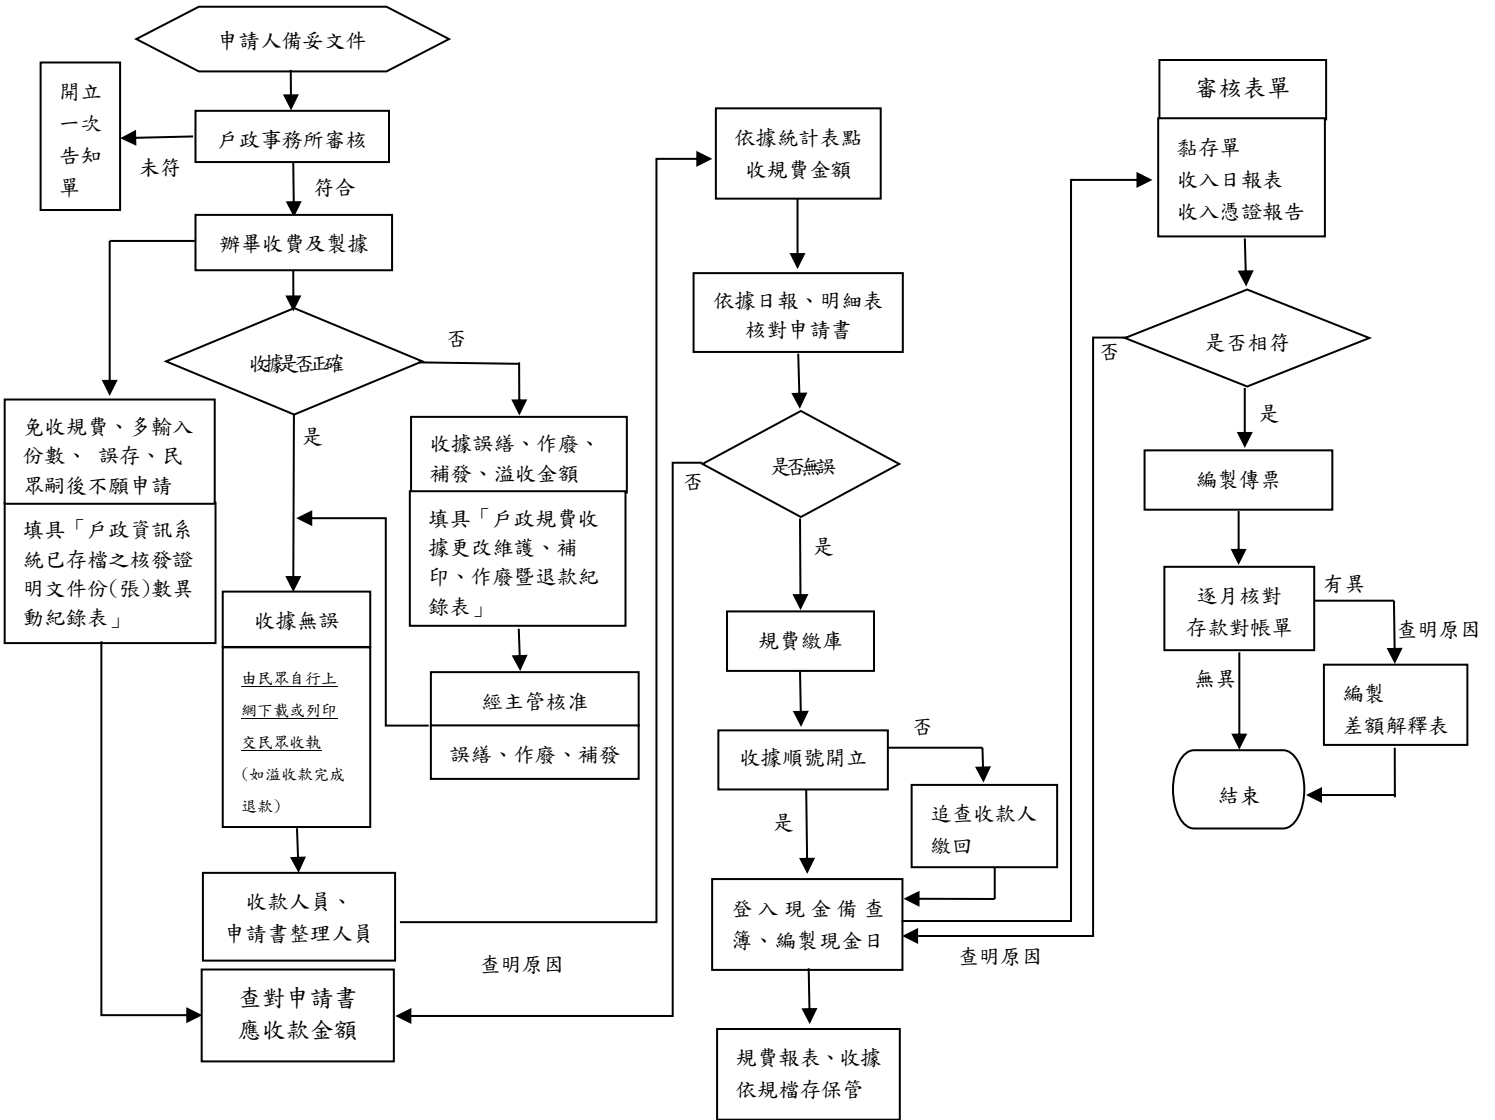 申請人備妥文件
開立
一次
告知
單
戶政事務所審核
未符
符合
辦畢收費及製據
收據是否正確
否
是
免收規費、多輸入
份數、 誤存、民
眾嗣後不願申請
填具「戶政資訊系
統已存檔之核發證
明文件份(張)數異
動紀錄表」
收據誤繕、作廢、
補發、溢收金額
填具「戶政規費收
據更改維護、補
印、作廢暨退款紀
錄表」
經主管核准
誤繕、作廢、補發
收據無誤
由民眾自行上
網下載或列印
交民眾收執
(如溢收款完成
退款)
收款人員、
申請書整理人員
查對申請書
應收款金額
查明原因
依據統計表點
收規費金額
依據日報、明細表
核對申請書
是否無誤
否
是
規費繳庫
收據順號開立
否
是
追查收款人
繳回
登入現金備查
簿、編製現金日
查明原因
規費報表、收據
依規檔存保管
審核表單
黏存單
收入日報表
收入憑證報告
是否相符
否
是
編製傳票
逐月核對
存款對帳單
有異
查明原因
無異
編製
差額解釋表
結束